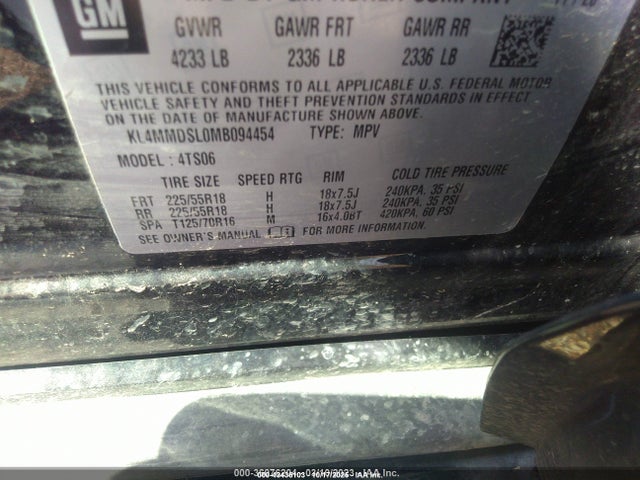 GM
GVWR GAWR FRT GAWR RR
4233 LB 2336 LB 2336 LB
THIS VEHICLE CONFORMS TO ALL APPLICABLE U.S. FEDERAL MOTOR
VEHICLE SAFETY AND THEFT PREVENTION STANDARDS IN EFFECT
ON THE DATE OF MANUFACTURE SHOWN ABOVE.
KL4MMDSL0MB094454 TYPE: MPV
MODEL: 4TS06
TIRE SIZE SPEED RTG RIM COLD TIRE PRESSURE
FRT 225/55R18 H 18x7.5J 240KPA, 35 PSI
RR 225/55R18 H 18x7.5J 240KPA, 35 PSI
SPA T125/70R16 M 16x4.0BT 420KPA, 60 PSI
SEE OWNER'S MANUAL FOR MORE INFORMATION.